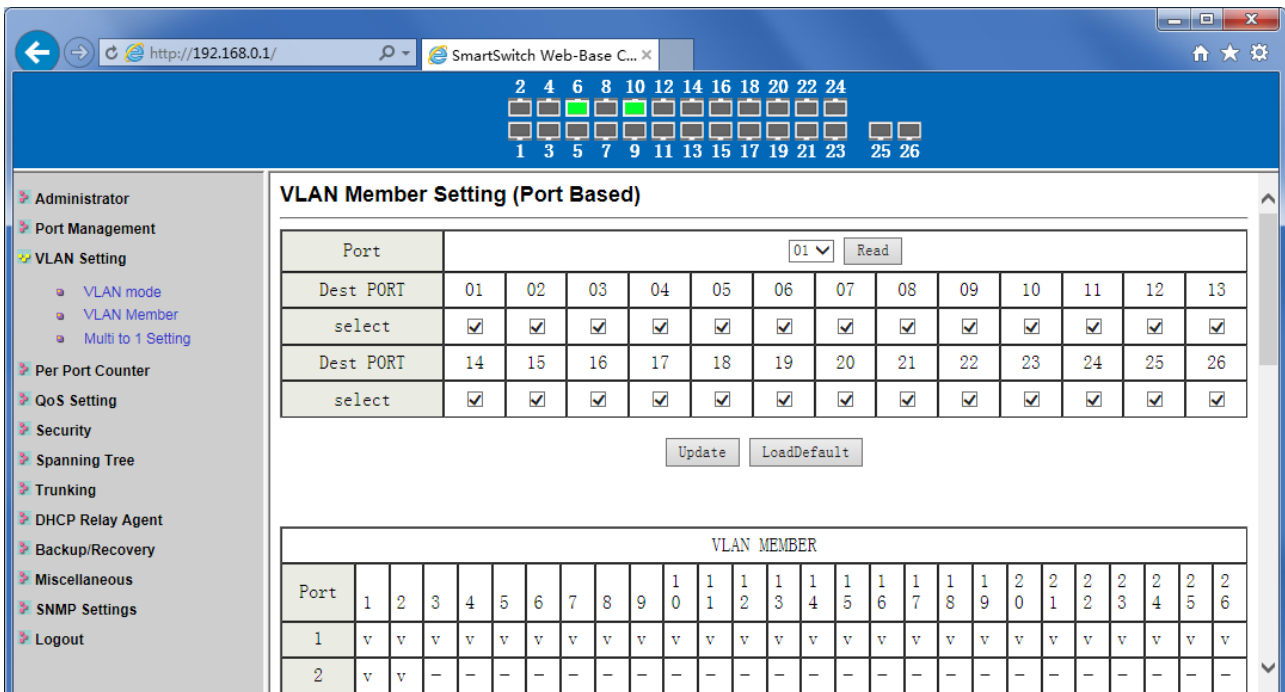 http://192.168.0.1/
SmartSwitch Web-Base C...
2 4 6 8 10 12 14 16 18 20 22 24
1 3 5 7 9 11 13 15 17 19 21 23 25 26
Administrator
Port Management
VLAN Setting
VLAN mode
VLAN Member
Multi to 1 Setting
Per Port Counter
QoS Setting
Security
Spanning Tree
Trunking
DHCP Relay Agent
Backup/Recovery
Miscellaneous
SNMP Settings
Logout
VLAN Member Setting (Port Based)
Port 01 Read
Dest PORT 01 02 03 04 05 06 07 08 09 10 11 12 13
select
Dest PORT 14 15 16 17 18 19 20 21 22 23 24 25 26
select
Update LoadDefault
VLAN MEMBER
Port 1 2 3 4 5 6 7 8 9 10 11 12 13 14 15 16 17 18 19 20 21 22 23 24 25 26
1 v v v v v v v v v v v v v v v v v v v v v v v v v v
2 v v - - - - - - - - - - - - - - - - - - - - - - - -